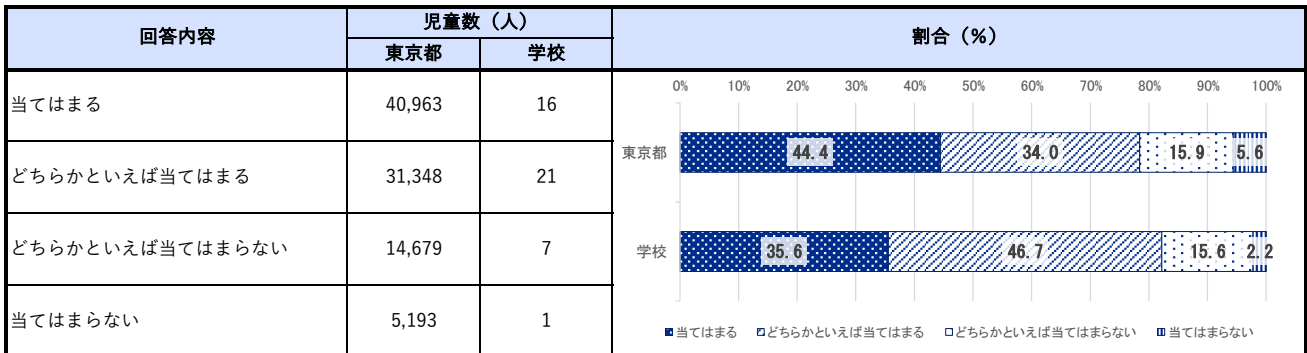 回答内容 児童数（人） 割合（％）
東京都 学校
当てはまる 40,963 16
どちらかといえば当てはまる 31,348 21
どちらかといえば当てはまらない 14,679 7
当てはまらない 5,193 1
0% 10% 20% 30% 40% 50% 60% 70% 80% 90% 100%
東京都 44.4 34.0 15.9 5.6
学校 35.6 46.7 15.6 2.2
当てはまる どちらかといえば当てはまる どちらかといえば当てはまらない 当てはまらない